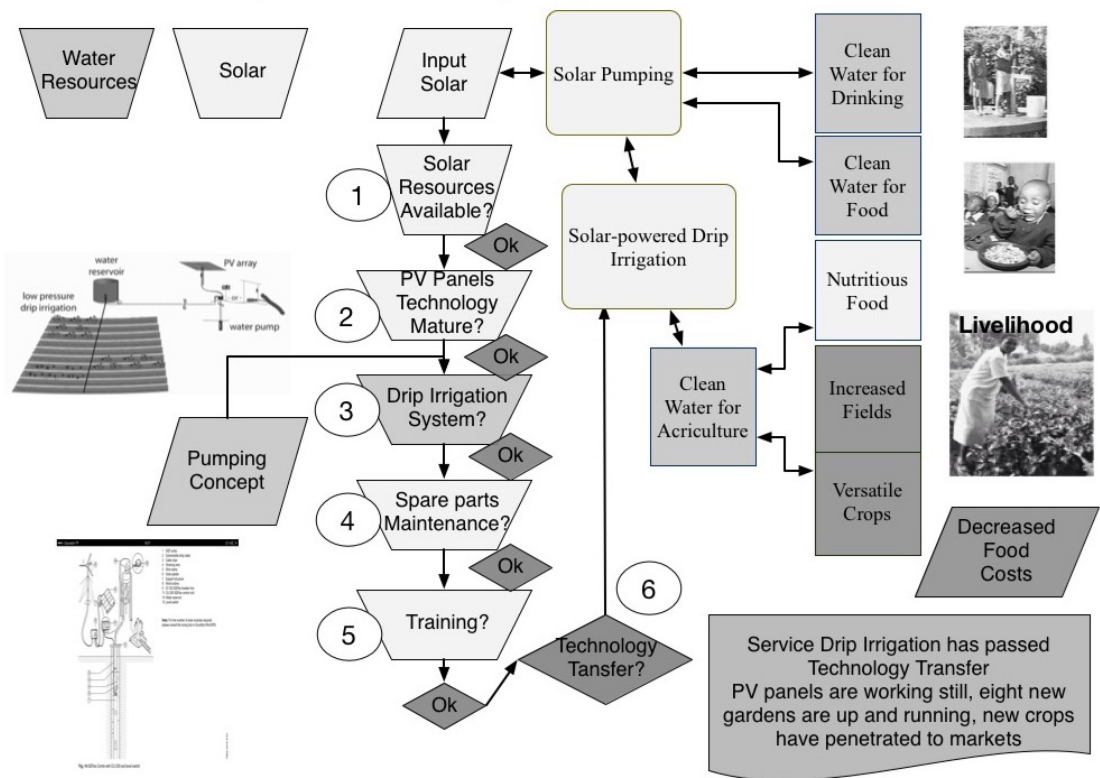 Water
Resources
Solar
Input
Solar
Solar Pumping
Clean
Water for
Drinking
Solar
Resources
Available?
1
Ok
Clean
Water for
Food
Solar-powered Drip
Irrigation
water
reservoir
PV array
low pressure
drip irrigation
water pump
PV Panels
Technology
Mature?
2
Ok
Nutritious
Food
Livelihood
Drip Irrigation
System?
3
Ok
Clean
Water for
Acriculture
Increased
Fields
Pumping
Concept
Spare parts
Maintenance?
4
Ok
Versatile
Crops
Decreased
Food
Costs
Training?
5
Ok
6
Technology
Tansfer?
Service Drip Irrigation has passed
Technology Transfer
PV panels are working still, eight new
gardens are up and running, new crops
have penetrated to markets